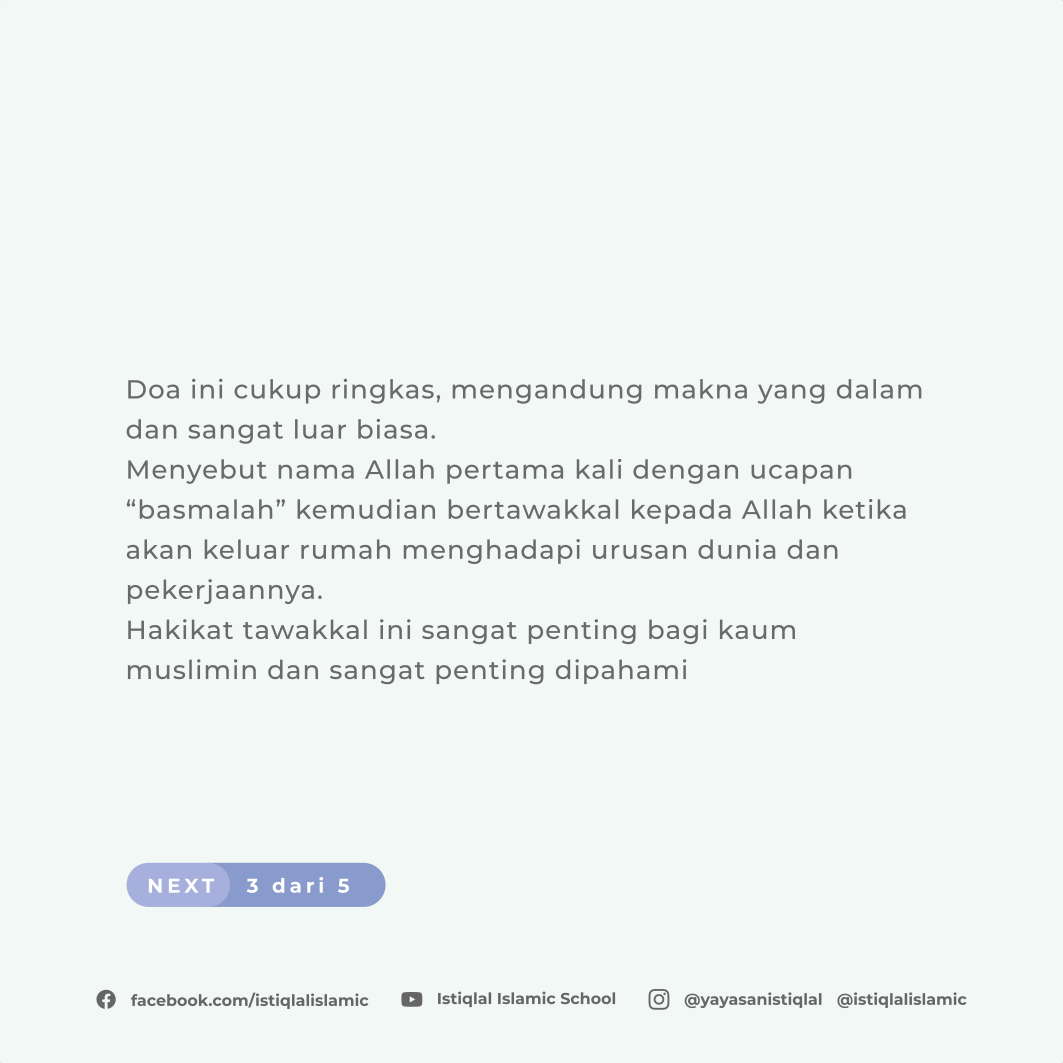 Doa ini cukup ringkas, mengandung makna yang dalam
dan sangat luar biasa.
Menyebut nama Allah pertama kali dengan ucapan
“basmalah” kemudian bertawakkal kepada Allah ketika
akan keluar rumah menghadapi urusan dunia dan
pekerjaannya.
Hakikat tawakkal ini sangat penting bagi kaum
muslimin dan sangat penting dipahami
NEXT 3 dari 5
facebook.com/istiqlalislamic Istiqlal Islamic School @yayasanistiqlal @istiqlalislamic